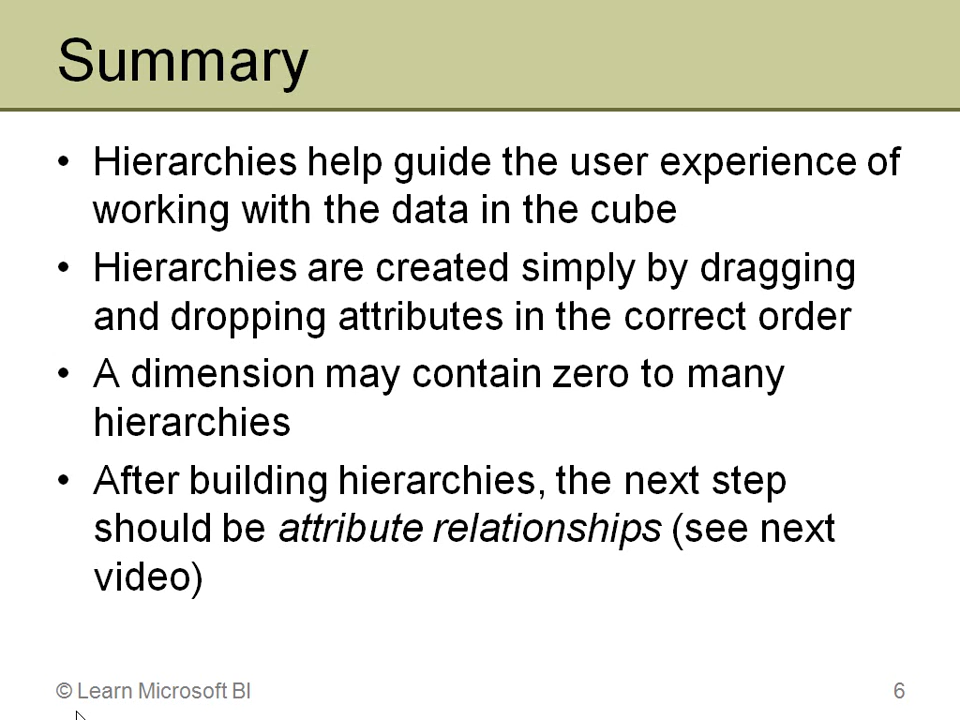 Summary
• Hierarchies help guide the user experience of
working with the data in the cube
• Hierarchies are created simply by dragging
and dropping attributes in the correct order
• A dimension may contain zero to many
hierarchies
• After building hierarchies, the next step
should be attribute relationships (see next
video)
© Learn Microsoft BI
6